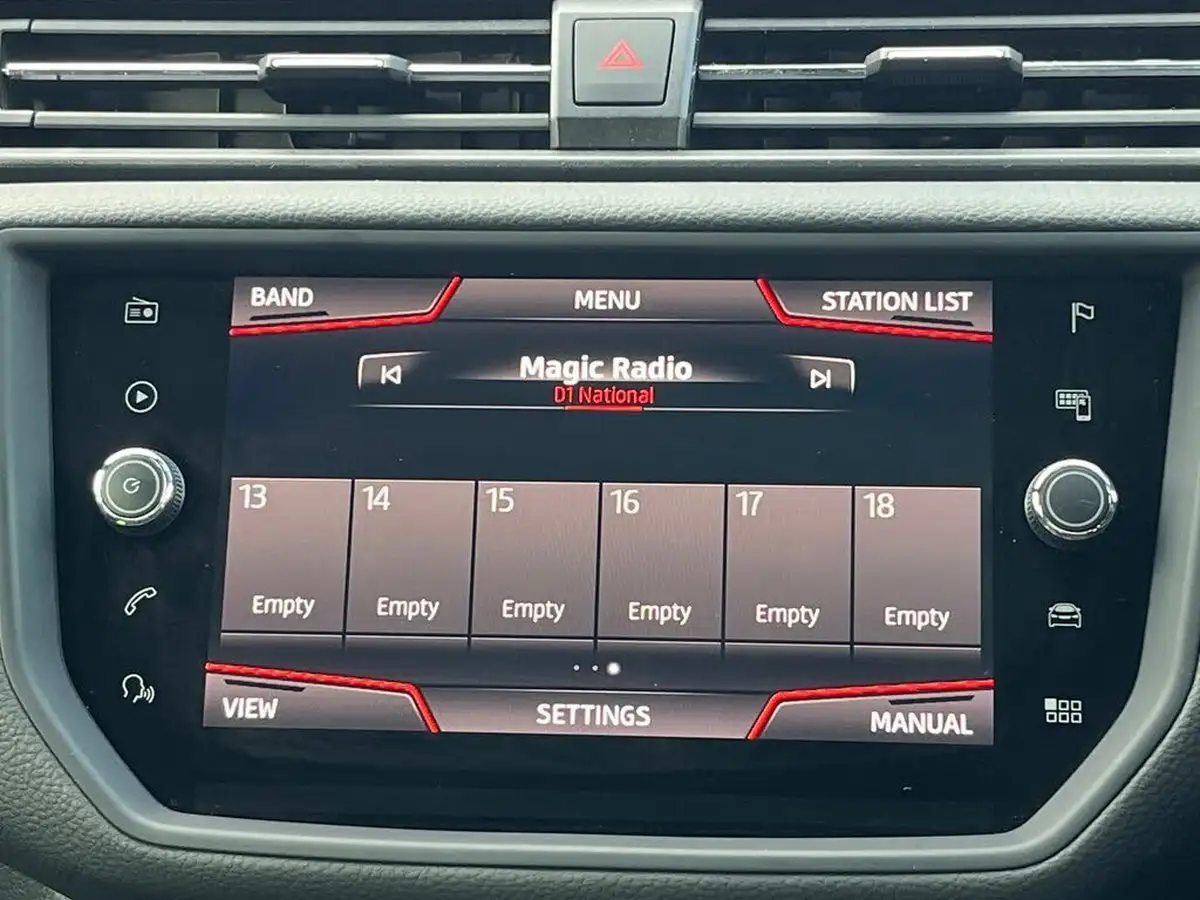 BAND
MENU
STATION LIST
Magic Radio
D1 National
13
14
15
16
17
18
Empty
Empty
Empty
Empty
Empty
Empty
VIEW
SETTINGS
MANUAL